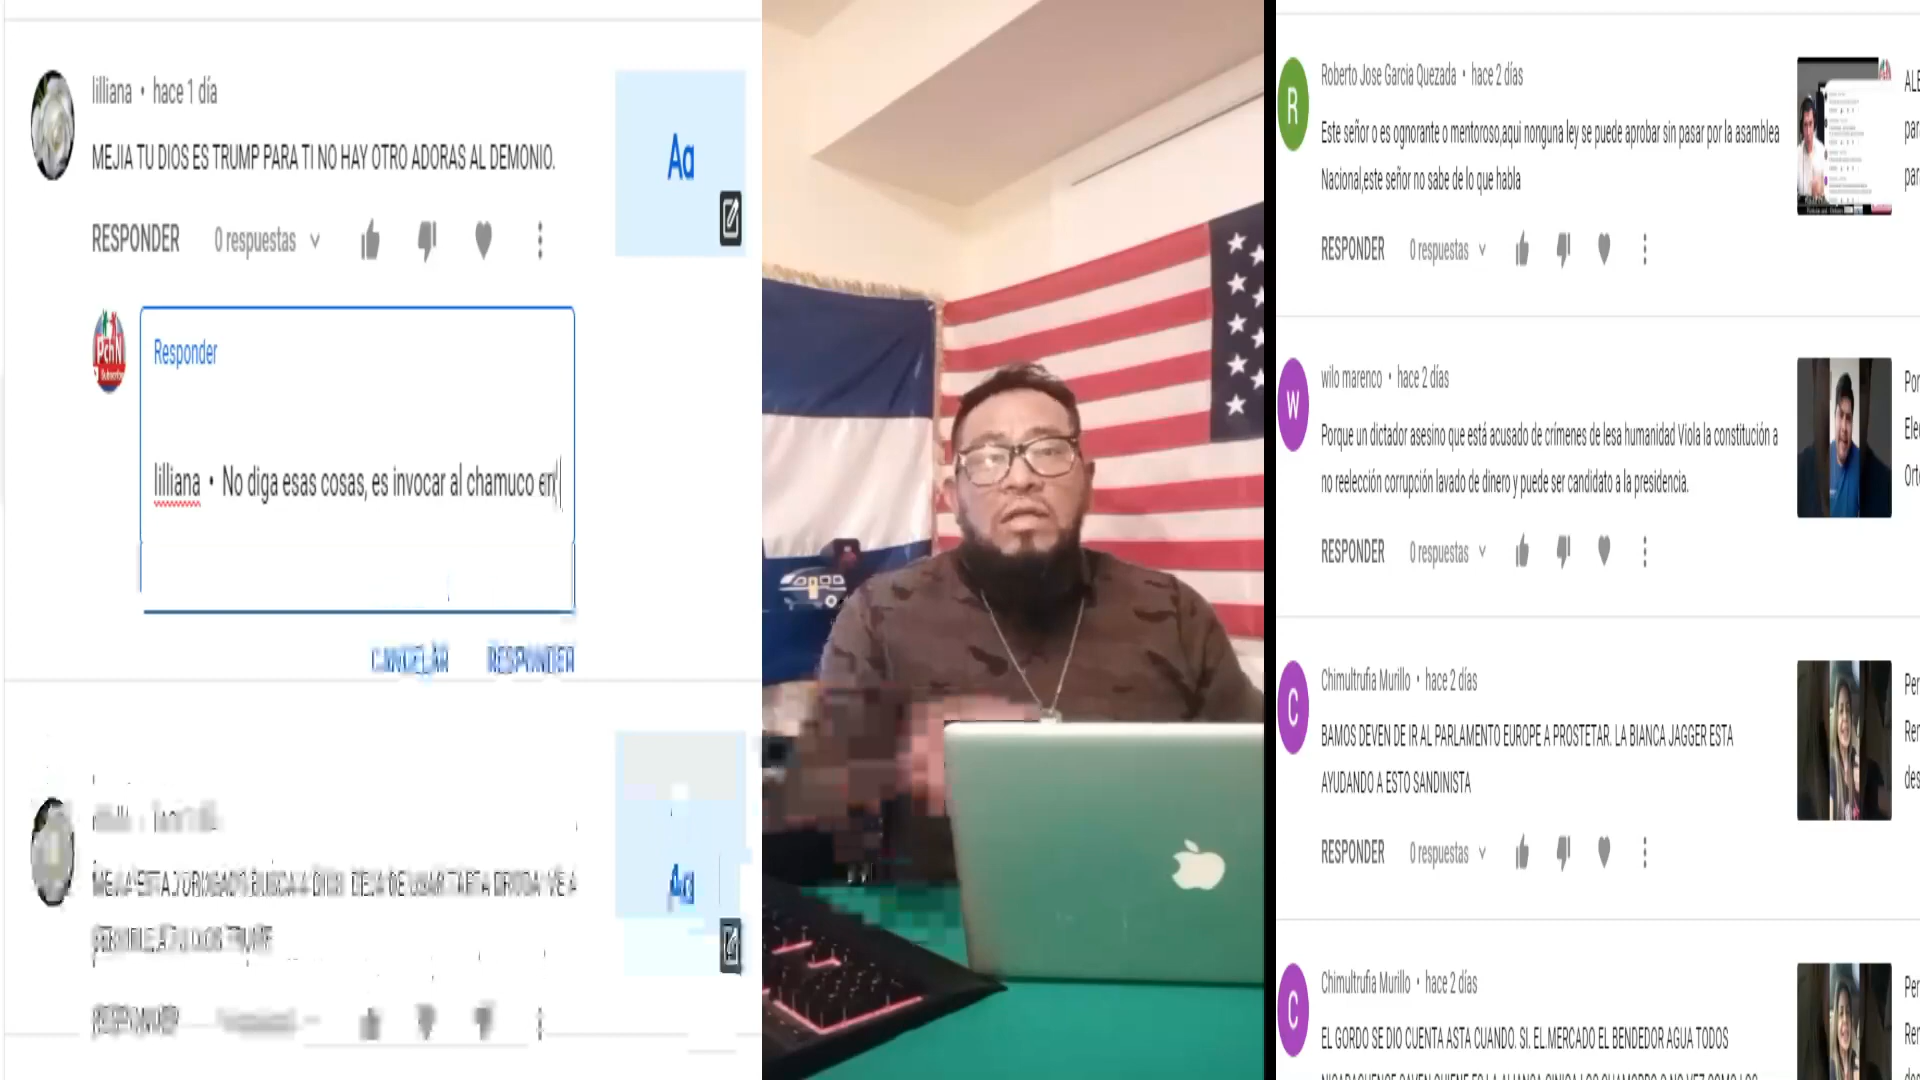 lilliana • hace 1 día
MEJIA TU DIOS ES TRUMP PARA TI NO HAY OTRO ADORAS AL DEMONIO.
Aa
RESPONDER 0 respuestas
PchN
Subscribe
Responder
lilliana • No diga esas cosas, es invocar al chamuco en
CANCELAR RESPONDER
Aa
RESPONDER
R
Roberto Jose Garcia Quezada • hace 2 días
Este señor o es ognorante o mentoroso,aqui nonguna ley se puede aprobar sin pasar por la asamblea
Nacional,este señor no sabe de lo que habla
RESPONDER 0 respuestas
W
wilo marenco • hace 2 días
Porque un dictador asesino que está acusado de crímenes de lesa humanidad Viola la constitución a
no reelección corrupción lavado de dinero y puede ser candidato a la presidencia.
RESPONDER 0 respuestas
C
Chimultrufia Murillo • hace 2 días
BAMOS DEVEN DE IR AL PARLAMENTO EUROPE A PROSTETAR. LA BIANCA JAGGER ESTA
AYUDANDO A ESTO SANDINISTA
RESPONDER 0 respuestas
C
Chimultrufia Murillo • hace 2 días
EL GORDO SE DIO CUENTA ASTA CUANDO. SI. EL.MERCADO EL BENDEDOR AGUA TODOS